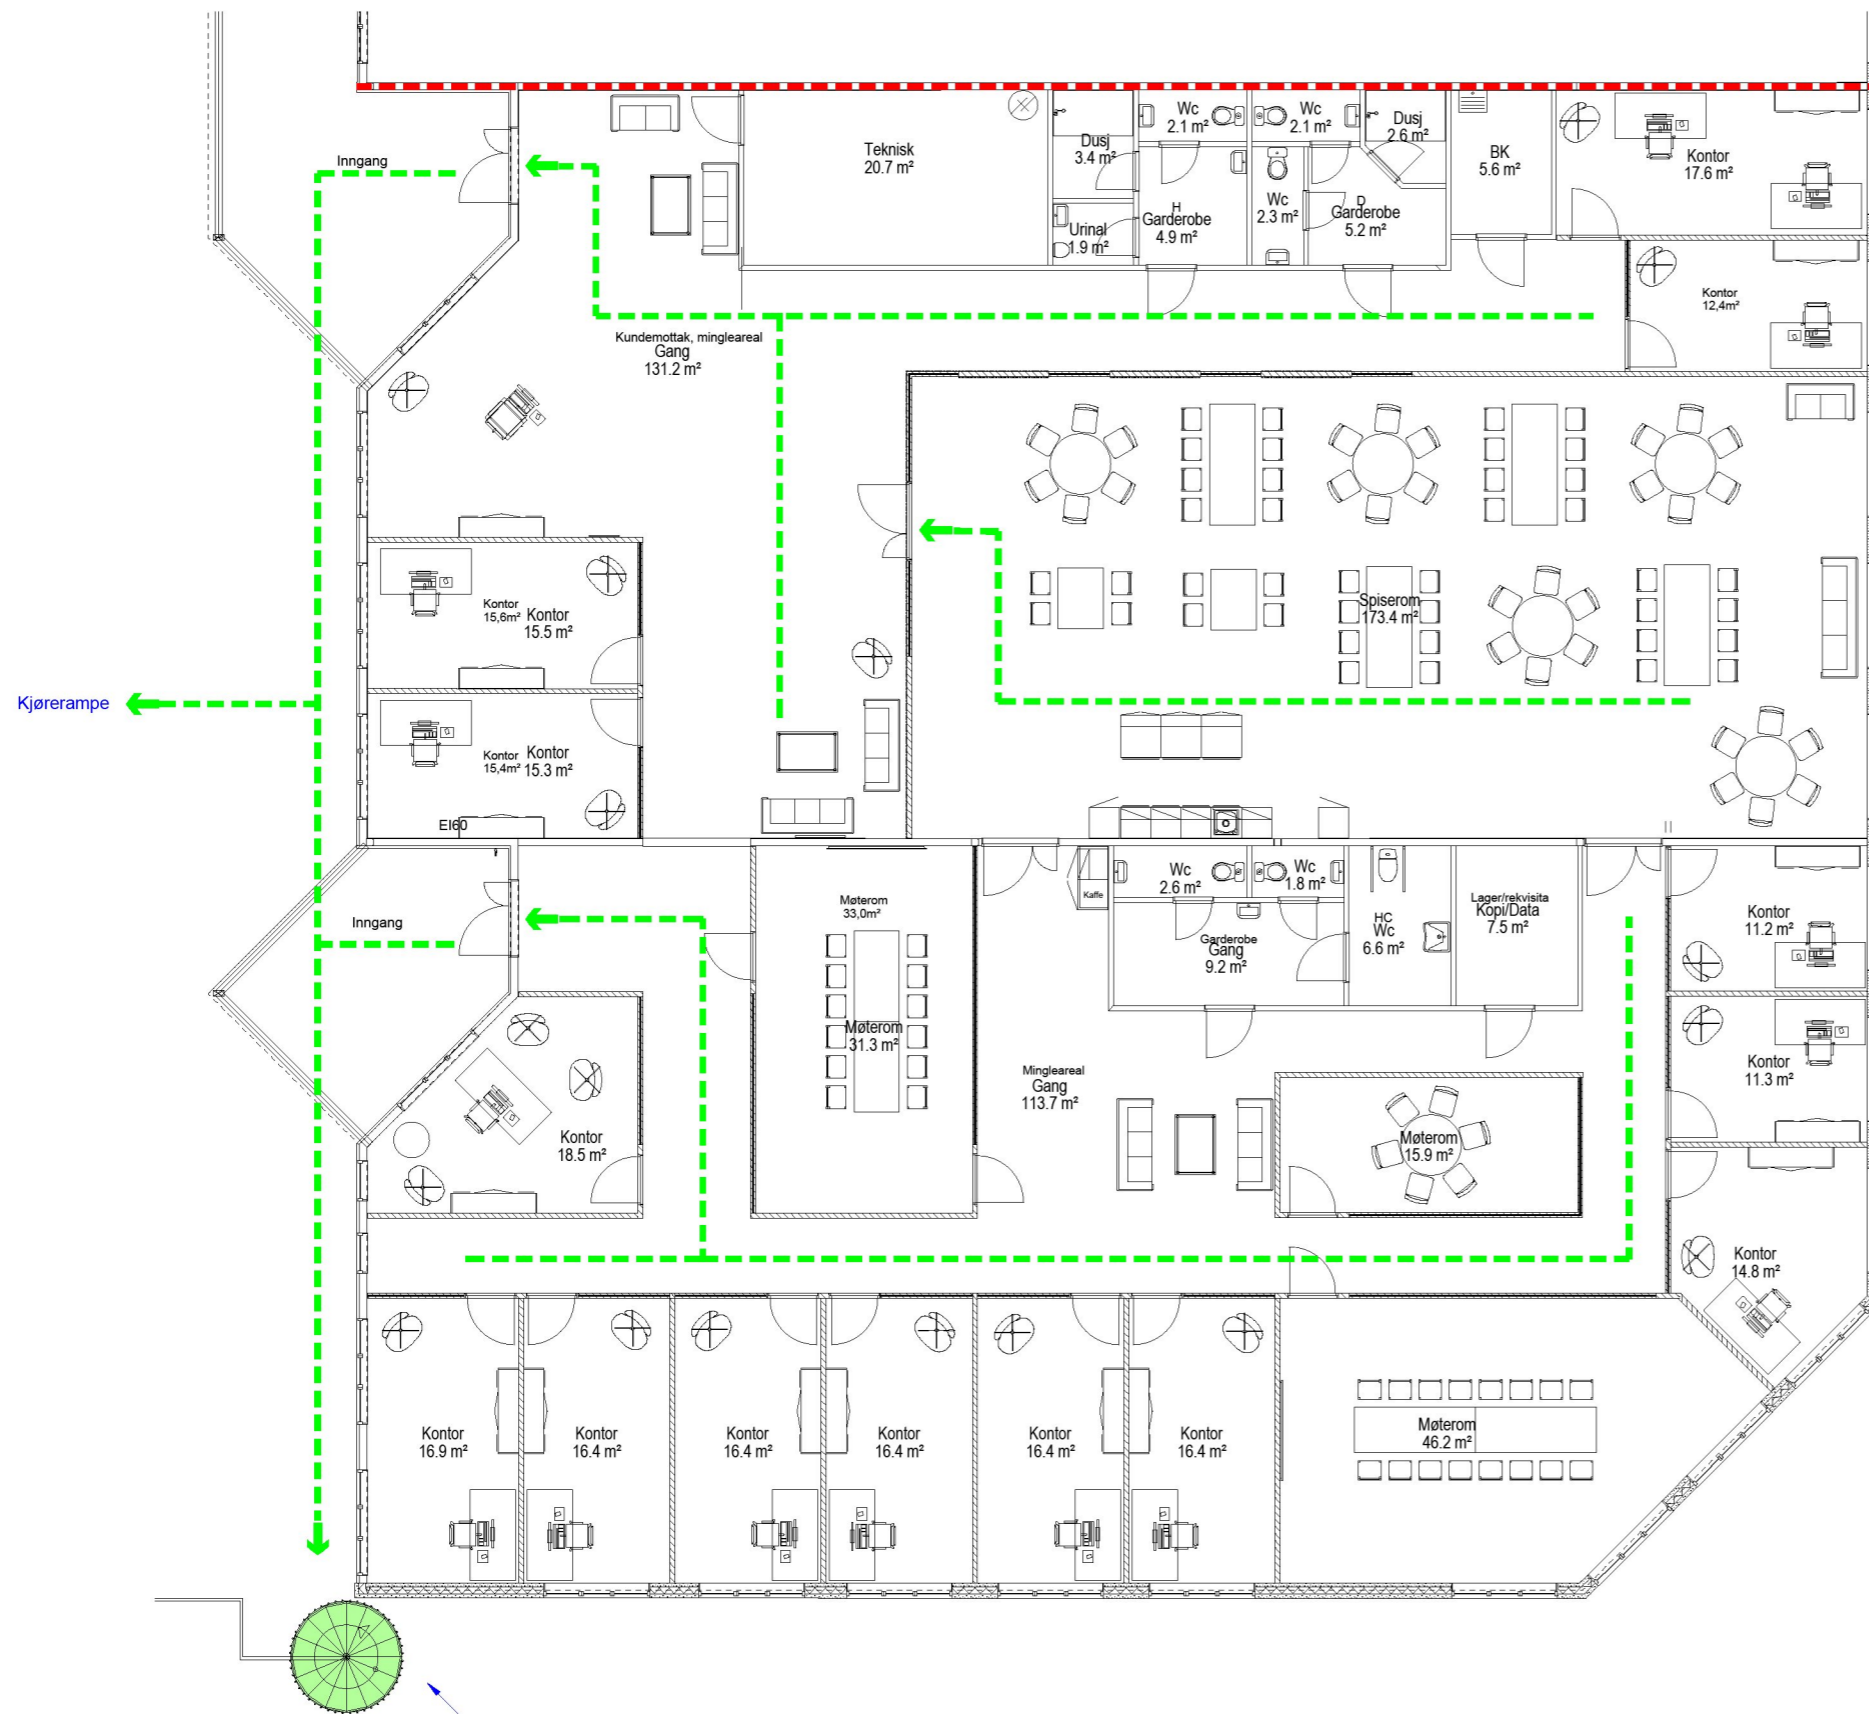 Inngang
Teknisk
20.7 m²
Dusj
3.4 m²
Wc
2.1 m²
Wc
2.1 m²
Dusj
2.6 m²
BK
5.6 m²
Kontor
17.6 m²
Urinal
1.9 m²
H
Garderobe
4.9 m²
Wc
2.3 m²
D
Garderobe
5.2 m²
Kontor
12,4m²
Kundemottak, mingleareal
Gang
131.2 m²
Kontor
15,6m²
Kontor
15.5 m²
Spiserom
173.4 m²
Kjørerampe
Kontor
15,4m²
Kontor
15.3 m²
EI60
Inngang
Møterom
33,0m²
Kaffe
Wc
2.6 m²
Wc
1.8 m²
Garderobe
Gang
9.2 m²
HC
Wc
6.6 m²
Lager/rekvisita
Kopi/Data
7.5 m²
Kontor
11.2 m²
Møterom
31.3 m²
Mingleareal
Gang
113.7 m²
Kontor
11.3 m²
Kontor
18.5 m²
Møterom
15.9 m²
Kontor
14.8 m²
Kontor
16.9 m²
Kontor
16.4 m²
Kontor
16.4 m²
Kontor
16.4 m²
Kontor
16.4 m²
Kontor
16.4 m²
Møterom
46.2 m²